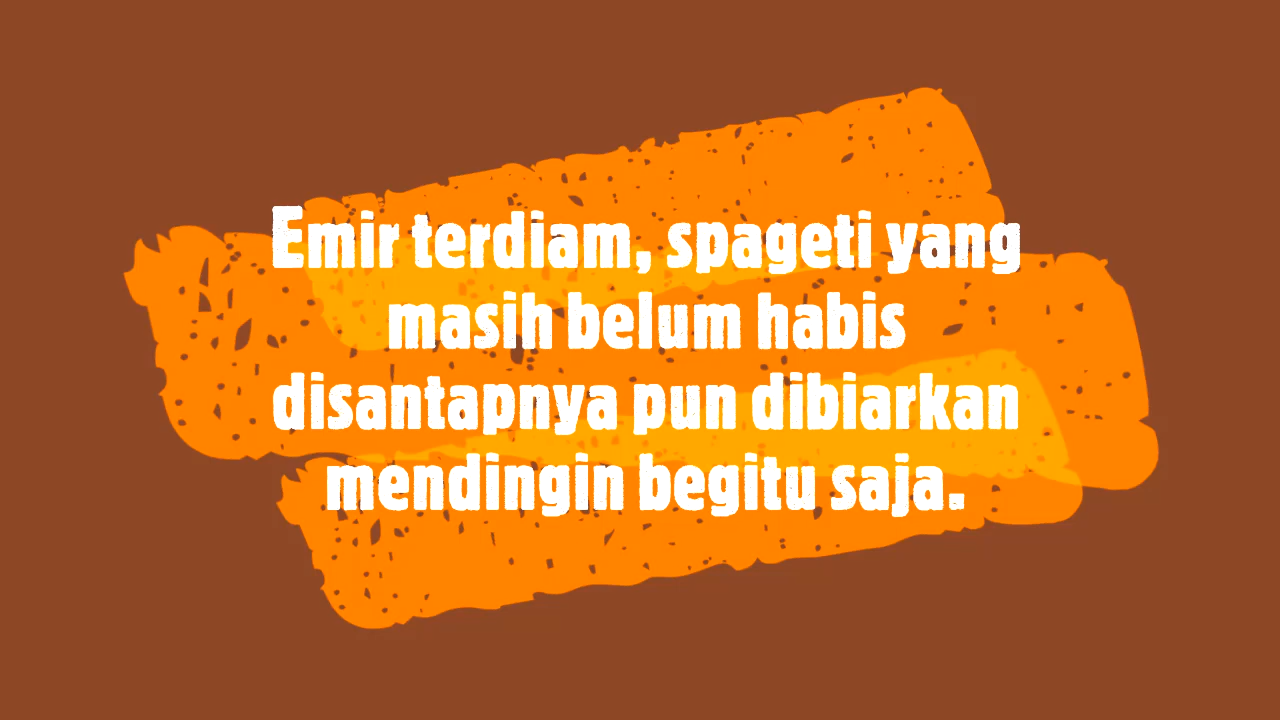 Emir terdiam, spageti yang
masih belum habis
disantapnya pun dibiarkan
mendingin begitu saja.